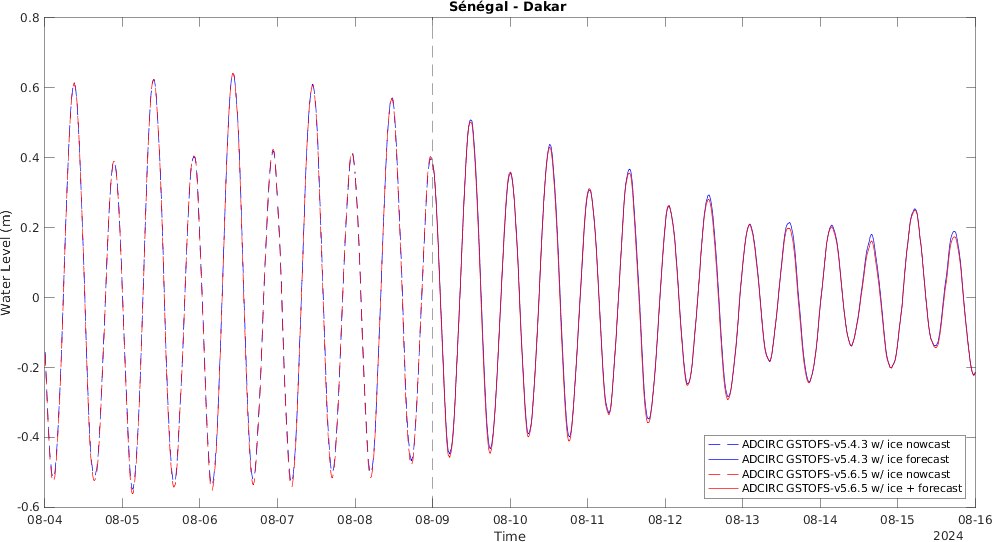 Sénégal - Dakar
Water Level (m)
0.8
0.6
0.4
0.2
0
-0.2
-0.4
-0.6
08-04 08-05 08-06 08-07 08-08 08-09 08-10 08-11 08-12 08-13 08-14 08-15 08-16
Time
2024
ADCIRC GSTOFS-v5.4.3 w/ ice nowcast
ADCIRC GSTOFS-v5.4.3 w/ ice forecast
ADCIRC GSTOFS-v5.6.5 w/ ice nowcast
ADCIRC GSTOFS-v5.6.5 w/ ice + forecast